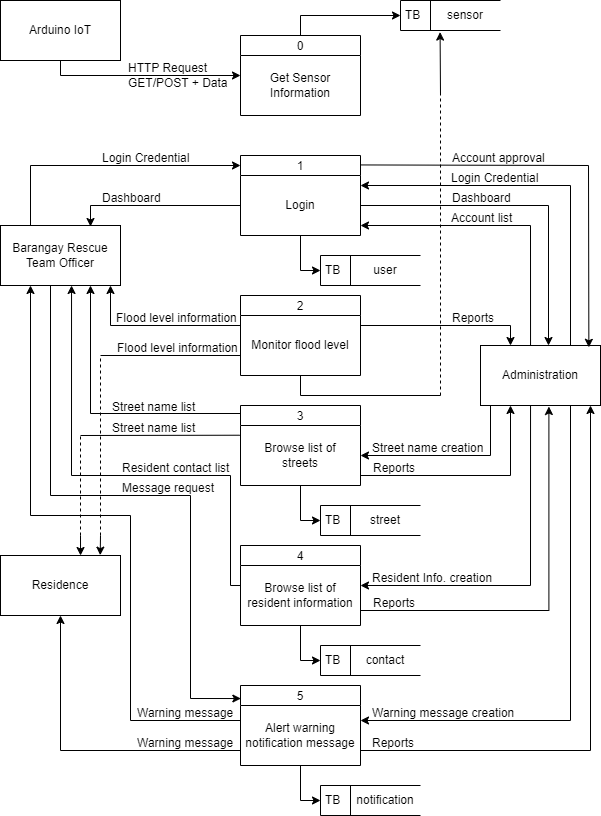 Arduino IoT
TB
sensor
0
Get Sensor
Information
HTTP Request
GET/POST + Data
Login Credential
1
Login
Account approval
Login Credential
Dashboard
Dashboard
Account list
Barangay Rescue
Team Officer
TB
user
2
Monitor flood level
Flood level information
Reports
Flood level information
Administration
Street name list
3
Browse list of
streets
Street name list
Street name creation
Resident contact list
Reports
Message request
TB
street
4
Browse list of
resident information
Resident Info. creation
Residence
Reports
TB
contact
5
Alert warning
notification message
Warning message
Warning message creation
Warning message
Reports
TB
notification